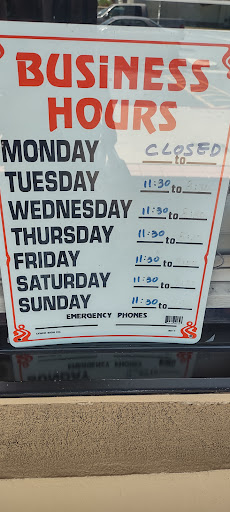 BUSINESS
HOURS
MONDAY CLOSED to
TUESDAY 11:30 to
WEDNESDAY 11:30 to
THURSDAY 11:30 to
FRIDAY 11:30 to
SATURDAY 11:30 to
SUNDAY 11:30 to
EMERGENCY PHONES